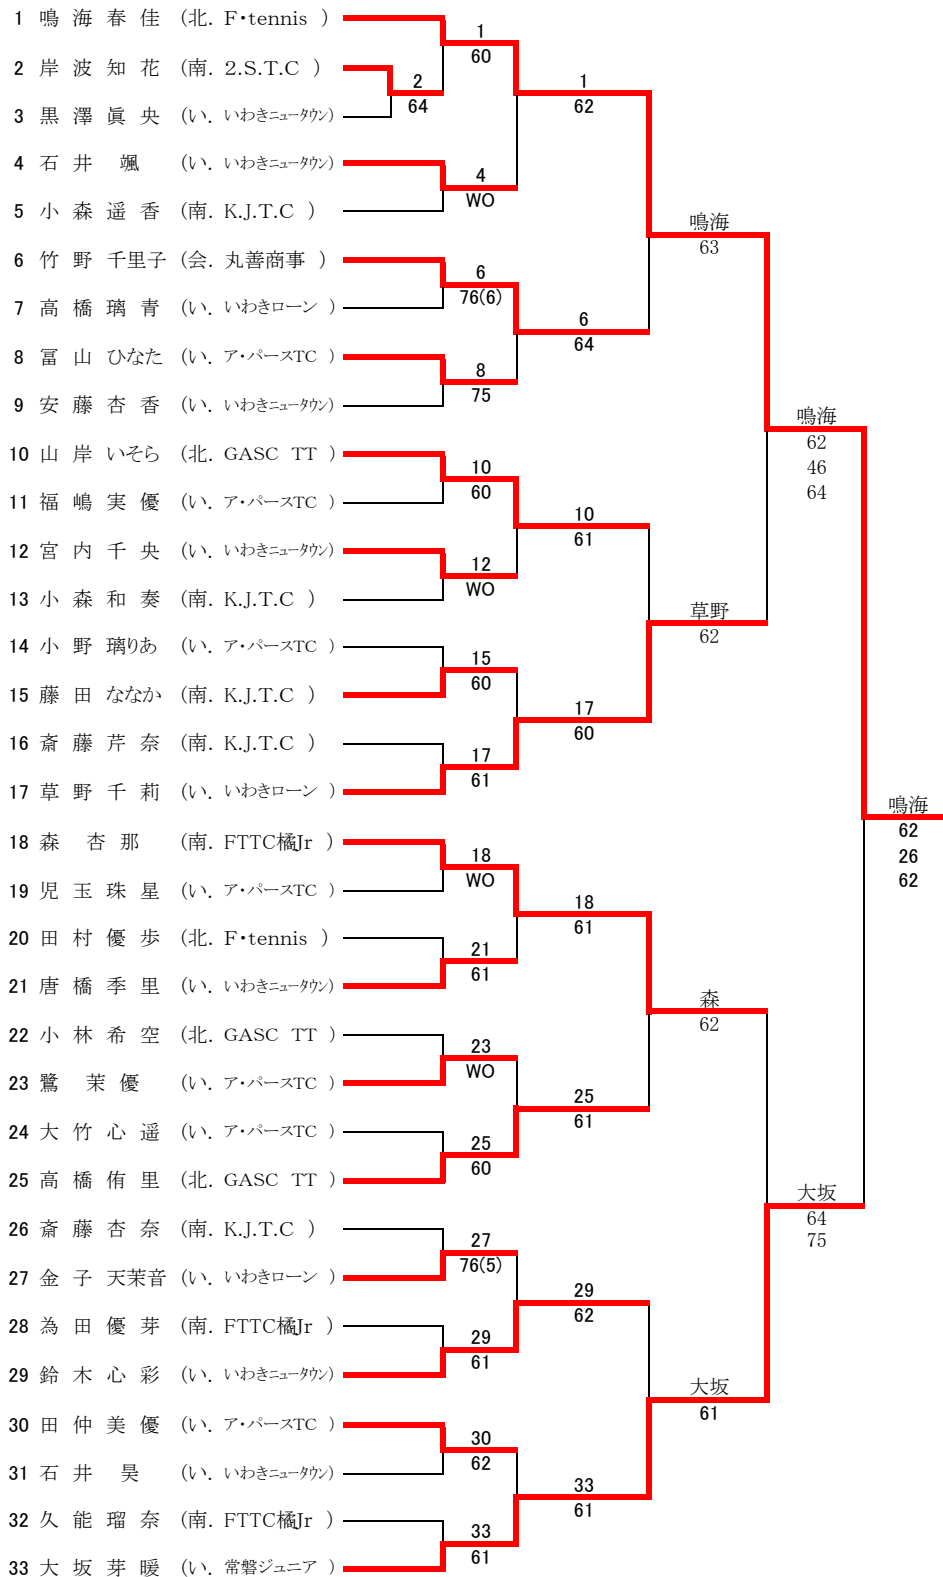 1 鳴海春佳 (北. F・tennis )
2 岸波知花 (南. 2.S.T.C )
3 黒澤眞央 (い. いわきニュータウン)
4 石井颯 (い. いわきニュータウン)
5 小森遥香 (南. K.J.T.C )
6 竹野千里子 (会. 丸善商事 )
7 高橋璃青 (い. いわきローン )
8 冨山ひなた (い. ア・パースTC )
9 安藤杏香 (い. いわきニュータウン)
10 山岸いそら (北. GASC TT )
11 福嶋実優 (い. ア・パースTC )
12 宮内千央 (い. いわきニュータウン)
13 小森和奏 (南. K.J.T.C )
14 小野璃りあ (い. ア・パースTC )
15 藤田ななか (南. K.J.T.C )
16 斎藤芹奈 (南. K.J.T.C )
17 草野千莉 (い. いわきローン )
18 森杏那 (南. FTTC橘Jr )
19 児玉珠星 (い. ア・パースTC )
20 田村優歩 (北. F・tennis )
21 唐橋季里 (い. いわきニュータウン)
22 小林希空 (北. GASC TT )
23 鷺茉優 (い. ア・パースTC )
24 大竹心遥 (い. ア・パースTC )
25 高橋侑里 (北. GASC TT )
26 斎藤杏奈 (南. K.J.T.C )
27 金子天茉音 (い. いわきローン )
28 為田優芽 (南. FTTC橘Jr )
29 鈴木心彩 (い. いわきニュータウン)
30 田仲美優 (い. ア・パースTC )
31 石井昊 (い. いわきニュータウン)
32 久能瑠奈 (南. FTTC橘Jr )
33 大坂芽暖 (い. 常磐ジュニア )
2
64
1
60
4
WO
6
76(6)
8
75
10
60
12
WO
15
60
17
61
18
WO
21
61
23
WO
25
60
27
76(5)
29
61
30
62
33
61
1
62
6
64
10
61
17
60
18
61
25
61
29
62
33
61
鳴海
63
草野
62
森
62
大坂
61
鳴海
62
46
64
大坂
64
75
鳴海
62
26
62